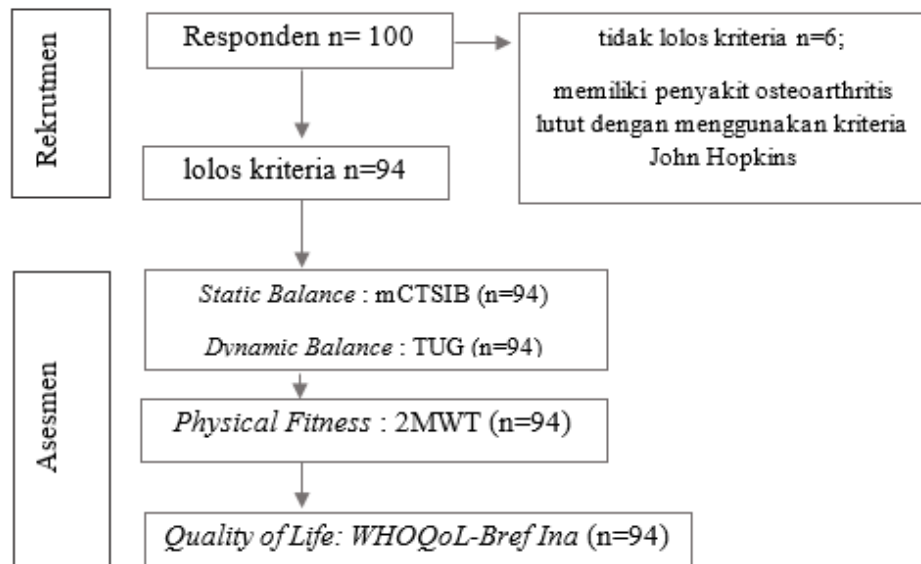 Rekrutmen
Responden n= 100
tidak lolos kriteria n=6;
memiliki penyakit osteoarthritis
lutut dengan menggunakan kriteria
John Hopkins
lolos kriteria n=94
Asesmen
Static Balance : mCTSIB (n=94)
Dynamic Balance : TUG (n=94)
Physical Fitness : 2MWT (n=94)
Quality of Life: WHOQoL-Bref Ina (n=94)